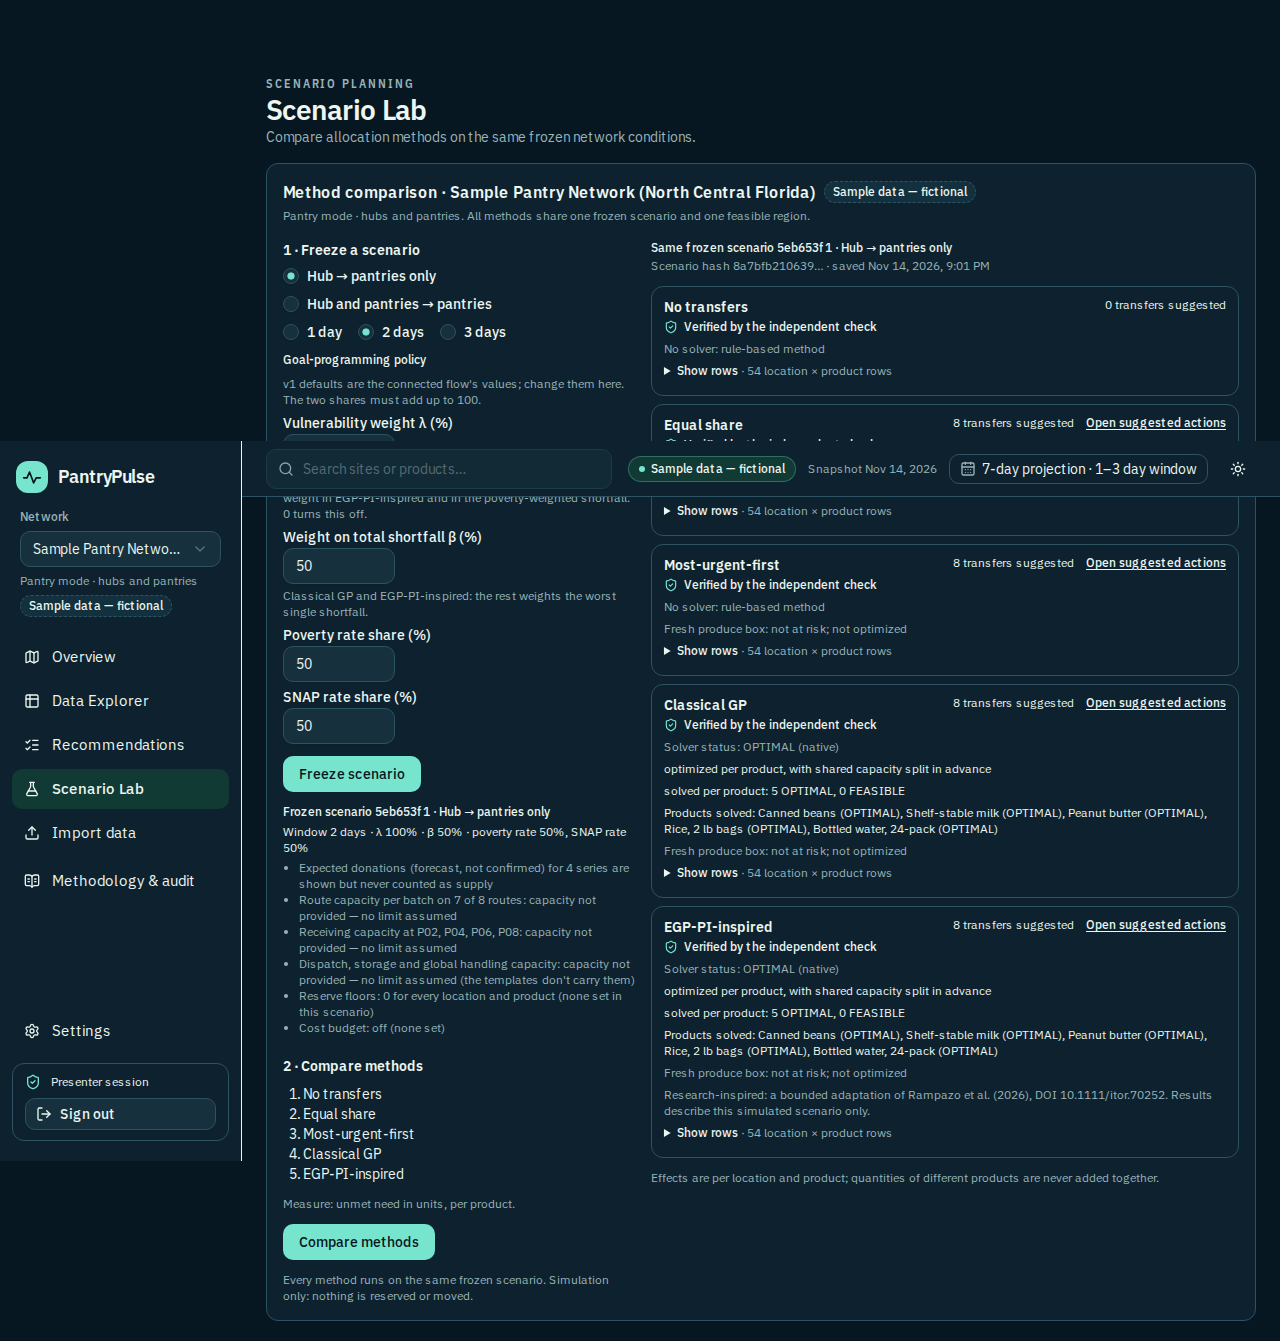 SCENARIO PLANNING
Scenario Lab
Compare allocation methods on the same frozen network conditions.
Method comparison · Sample Pantry Network (North Central Florida)
Sample data — fictional
Pantry mode · hubs and pantries. All methods share one frozen scenario and one feasible region.
1 · Freeze a scenario
Hub → pantries only
Hub and pantries → pantries
1 day
2 days
3 days
Goal-programming policy
v1 defaults are the connected flow's values; change them here.
The two shares must add up to 100.
Vulnerability weight λ (%)
weight in EGP-PI-inspired and in the poverty-weighted shortfall.
0 turns this off.
Weight on total shortfall β (%)
50
Classical GP and EGP-PI-inspired: the rest weights the worst
single shortfall.
Poverty rate share (%)
50
SNAP rate share (%)
50
Freeze scenario
Frozen scenario 5eb653f1 · Hub → pantries only
Window 2 days · λ 100% · β 50% · poverty rate 50%, SNAP rate
50%
• Expected donations (forecast, not confirmed) for 4 series are
shown but never counted as supply
• Route capacity per batch on 7 of 8 routes: capacity not
provided — no limit assumed
• Receiving capacity at P02, P04, P06, P08: capacity not
provided — no limit assumed
• Dispatch, storage and global handling capacity: capacity not
provided — no limit assumed (the templates don't carry them)
• Reserve floors: 0 for every location and product (none set in
this scenario)
• Cost budget: off (none set)
2 · Compare methods
1. No transfers
2. Equal share
3. Most-urgent-first
4. Classical GP
5. EGP-PI-inspired
Measure: unmet need in units, per product.
Compare methods
Every method runs on the same frozen scenario. Simulation
only: nothing is reserved or moved.
Same frozen scenario 5eb653f1 · Hub → pantries only
Scenario hash 8a7bfb210639… · saved Nov 14, 2026, 9:01 PM
No transfers
0 transfers suggested
Verified by the independent check
No solver: rule-based method
Show rows · 54 location × product rows
Equal share
8 transfers suggested
Open suggested actions
Show rows · 54 location × product rows
Most-urgent-first
8 transfers suggested
Open suggested actions
Verified by the independent check
No solver: rule-based method
Fresh produce box: not at risk; not optimized
Show rows · 54 location × product rows
Classical GP
8 transfers suggested
Open suggested actions
Verified by the independent check
Solver status: OPTIMAL (native)
optimized per product, with shared capacity split in advance
solved per product: 5 OPTIMAL, 0 FEASIBLE
Products solved: Canned beans (OPTIMAL), Shelf-stable milk (OPTIMAL), Peanut butter (OPTIMAL),
Rice, 2 lb bags (OPTIMAL), Bottled water, 24-pack (OPTIMAL)
Fresh produce box: not at risk; not optimized
Show rows · 54 location × product rows
EGP-PI-inspired
8 transfers suggested
Open suggested actions
Verified by the independent check
Solver status: OPTIMAL (native)
optimized per product, with shared capacity split in advance
solved per product: 5 OPTIMAL, 0 FEASIBLE
Products solved: Canned beans (OPTIMAL), Shelf-stable milk (OPTIMAL), Peanut butter (OPTIMAL),
Rice, 2 lb bags (OPTIMAL), Bottled water, 24-pack (OPTIMAL)
Fresh produce box: not at risk; not optimized
Research-inspired: a bounded adaptation of Rampazo et al. (2026), DOI 10.1111/itor.70252. Results
describe this simulated scenario only.
Show rows · 54 location × product rows
Effects are per location and product; quantities of different products are never added together.
PantryPulse
Network
Sample Pantry Netwo...
Pantry mode · hubs and pantries
Sample data — fictional
Overview
Data Explorer
Recommendations
Scenario Lab
Import data
Methodology & audit
Settings
Presenter session
Sign out
Search sites or products...
Sample data — fictional
Snapshot Nov 14, 2026
7-day projection · 1–3 day window